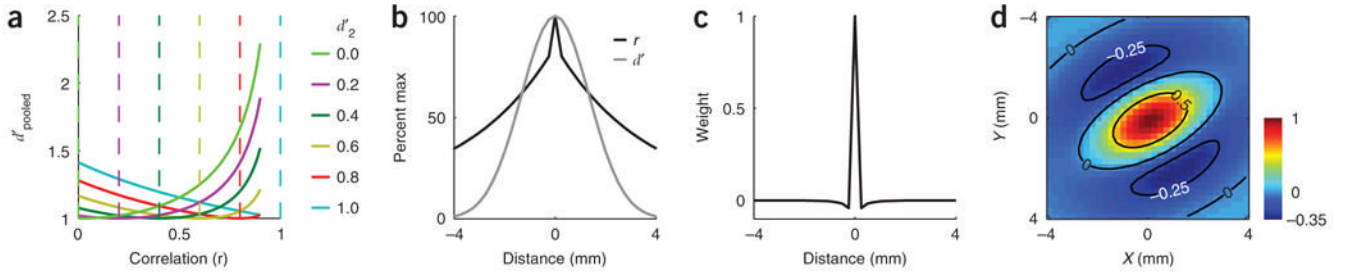 a
d′pooled
2.5
2
1.5
1
0
0.5
1
Correlation (r)
d′2
0.0
0.2
0.4
0.6
0.8
1.0
b
Percent max
100
50
0
−4
0
4
Distance (mm)
r
d′
c
Weight
1
0.5
0
−4
0
4
Distance (mm)
d
Y (mm)
−4
0
4
−4
0
4
X (mm)
0
−0.25
0
.5
0
−0.25
0
1
0
−0.35